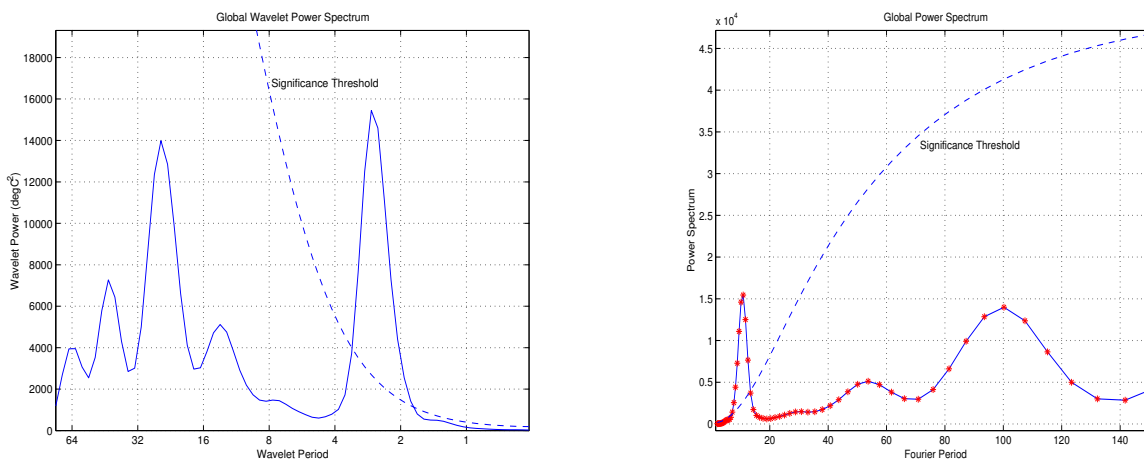 Global Wavelet Power Spectrum
18000
16000
14000
12000
10000
8000
6000
4000
2000
0
Significance Threshold
64 32 16 8 4 2 1
Wavelet Period
Wavelet Power (degC²)
Global Power Spectrum
x 10⁴
4.5
4
3.5
3
2.5
2
1.5
1
0.5
0
Significance Threshold
20 40 60 80 100 120 140
Fourier Period
Power Spectrum